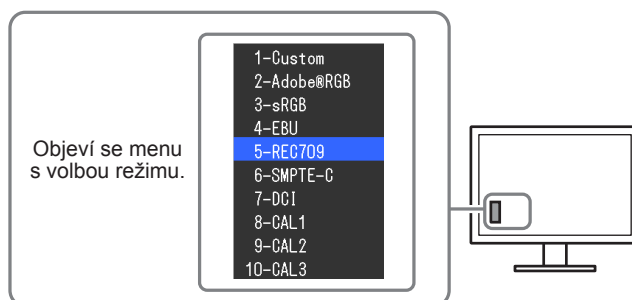 Objeví se menu
s volbou režimu.
1-Custom
2-Adobe®RGB
3-sRGB
4-EBU
5-REC709
6-SMPTE-C
7-DCI
8-CAL1
9-CAL2
10-CAL3